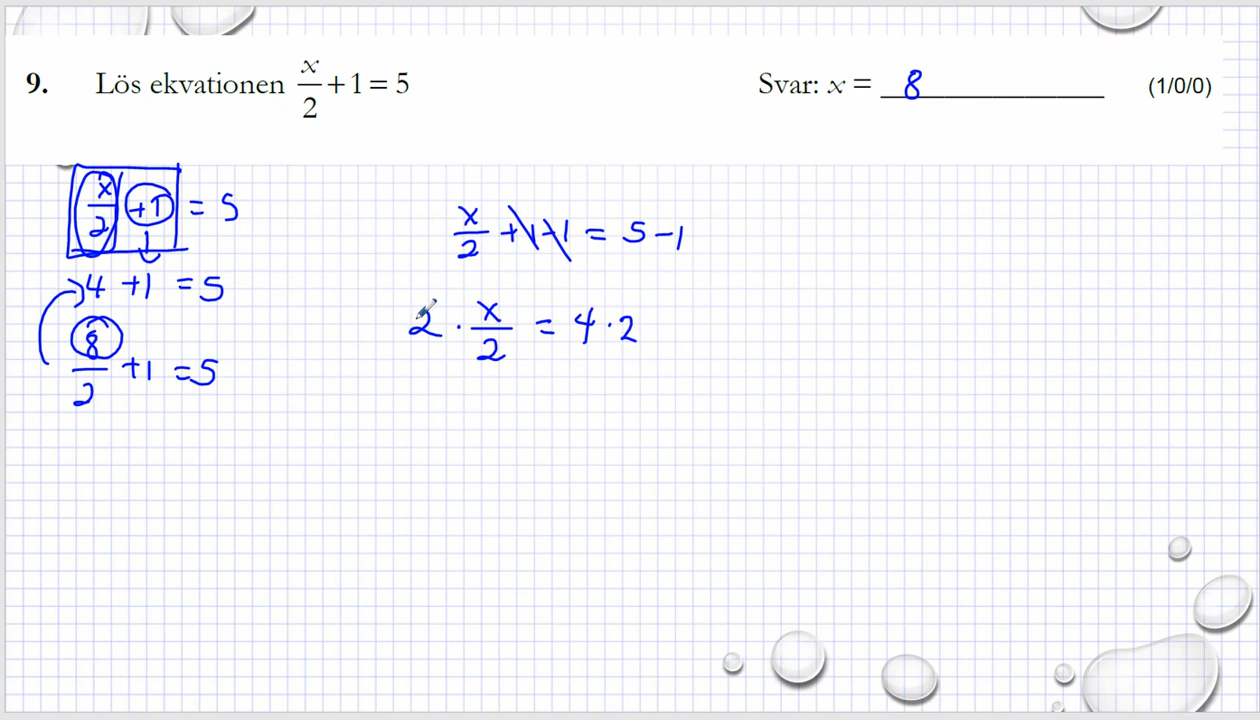 9. Lös ekvationen x/2 + 1 = 5 Svar: x = 8 (1/0/0)
x/2 +1 = 5
4 +1 = 5
8/2 +1 = 5
x/2 +1 -1 = 5 -1
2 · x/2 = 4 · 2